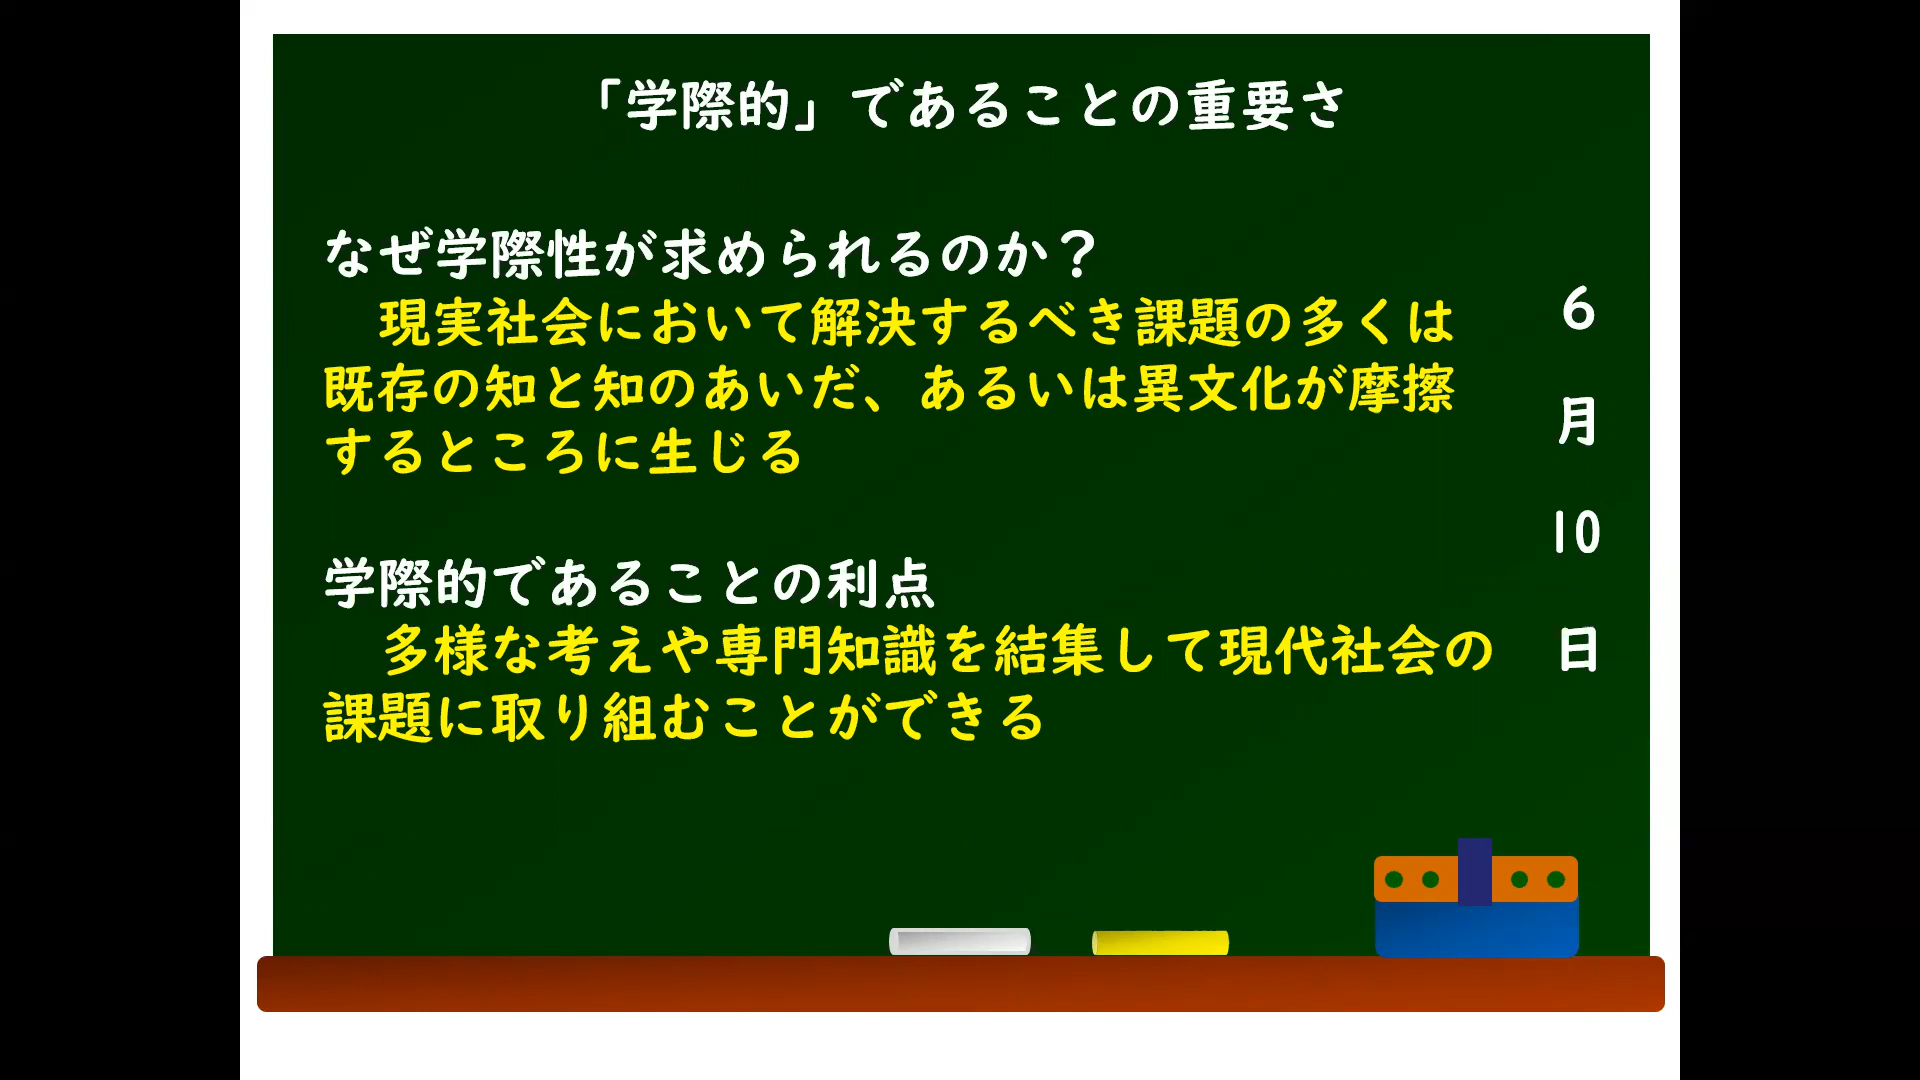 「学際的」であることの重要さ
なぜ学際性が求められるのか？
現実社会において解決するべき課題の多くは
既存の知と知のあいだ、あるいは異文化が摩擦
するところに生じる
学際的であることの利点
多様な考えや専門知識を結集して現代社会の
課題に取り組むことができる
6
月
10
日